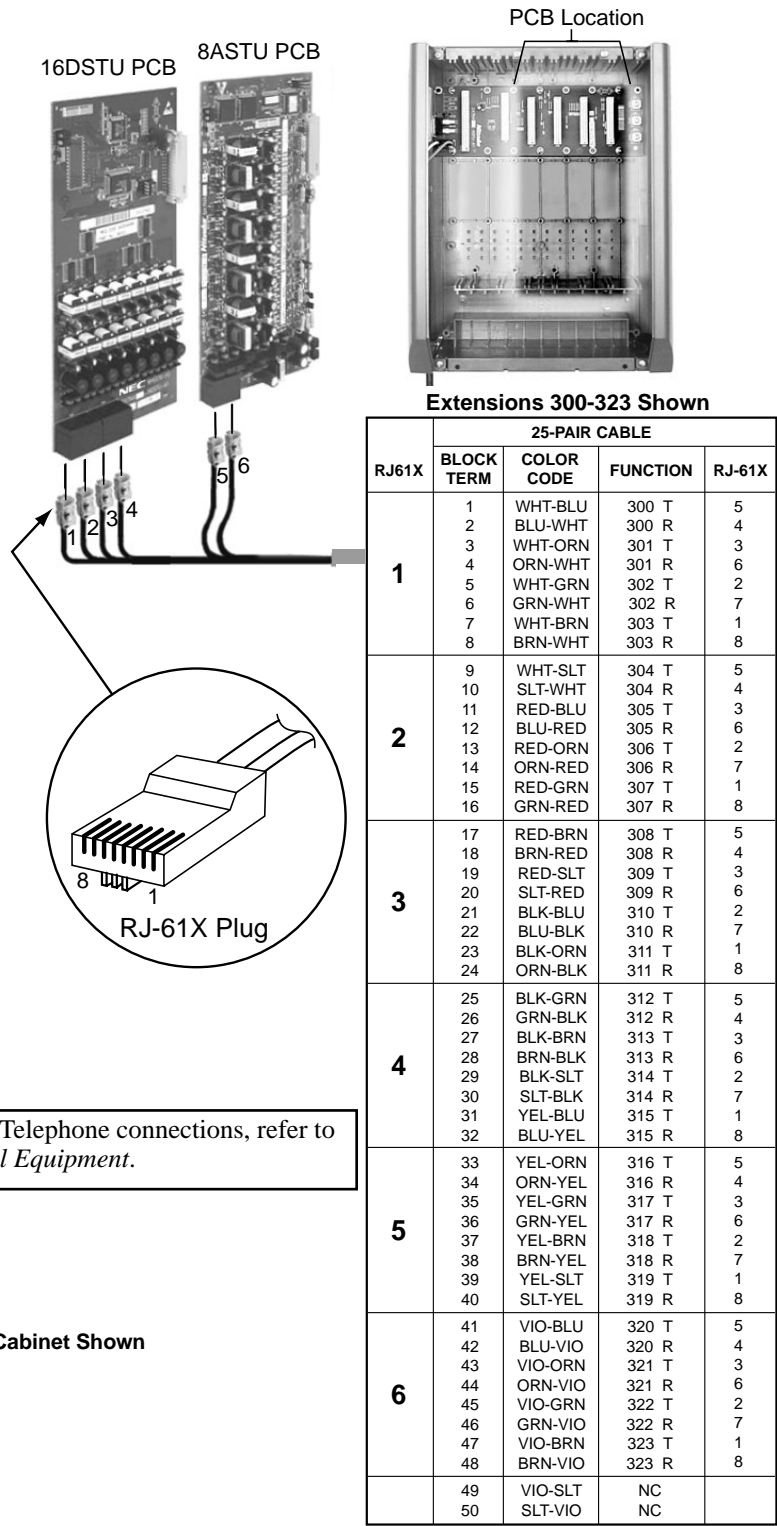 PCB Location
8ASTU PCB
16DSTU PCB
NEC
1
2
3
4
5
6
8
1
RJ-61X Plug
Telephone connections, refer to
l Equipment.
Cabinet Shown
Extensions 300-323 Shown
25-PAIR CABLE
RJ61X BLOCK TERM COLOR CODE FUNCTION RJ-61X
1
1 WHT-BLU 300 T 5
2 BLU-WHT 300 R 4
3 WHT-ORN 301 T 3
4 ORN-WHT 301 R 6
5 WHT-GRN 302 T 2
6 GRN-WHT 302 R 7
7 WHT-BRN 303 T 1
8 BRN-WHT 303 R 8
2
9 WHT-SLT 304 T 5
10 SLT-WHT 304 R 4
11 RED-BLU 305 T 3
12 BLU-RED 305 R 6
13 RED-ORN 306 T 2
14 ORN-RED 306 R 7
15 RED-GRN 307 T 1
16 GRN-RED 307 R 8
3
17 RED-BRN 308 T 5
18 BRN-RED 308 R 4
19 RED-SLT 309 T 3
20 SLT-RED 309 R 6
21 BLK-BLU 310 T 2
22 BLU-BLK 310 R 7
23 BLK-ORN 311 T 1
24 ORN-BLK 311 R 8
4
25 BLK-GRN 312 T 5
26 GRN-BLK 312 R 4
27 BLK-BRN 313 T 3
28 BRN-BLK 313 R 6
29 BLK-SLT 314 T 2
30 SLT-BLK 314 R 7
31 YEL-BLU 315 T 1
32 BLU-YEL 315 R 8
5
33 YEL-ORN 316 T 5
34 ORN-YEL 316 R 4
35 YEL-GRN 317 T 3
36 GRN-YEL 317 R 6
37 YEL-BRN 318 T 2
38 BRN-YEL 318 R 7
39 YEL-SLT 319 T 1
40 SLT-YEL 319 R 8
6
41 VIO-BLU 320 T 5
42 BLU-VIO 320 R 4
43 VIO-ORN 321 T 3
44 ORN-VIO 321 R 6
45 VIO-GRN 322 T 2
46 GRN-VIO 322 R 7
47 VIO-BRN 323 T 1
48 BRN-VIO 323 R 8
49 VIO-SLT NC
50 SLT-VIO NC